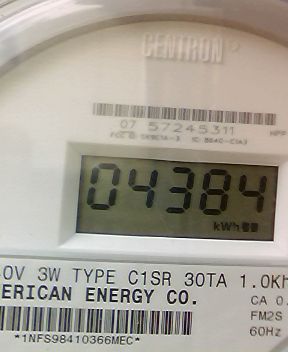 CENTRON®
07 57245311
04384
kWh
0V 3W TYPE C1SR 30TA 1.0Kh
ERICAN ENERGY CO.
CA 0.
FM2S
60Hz
*1NFS98410366MEC*